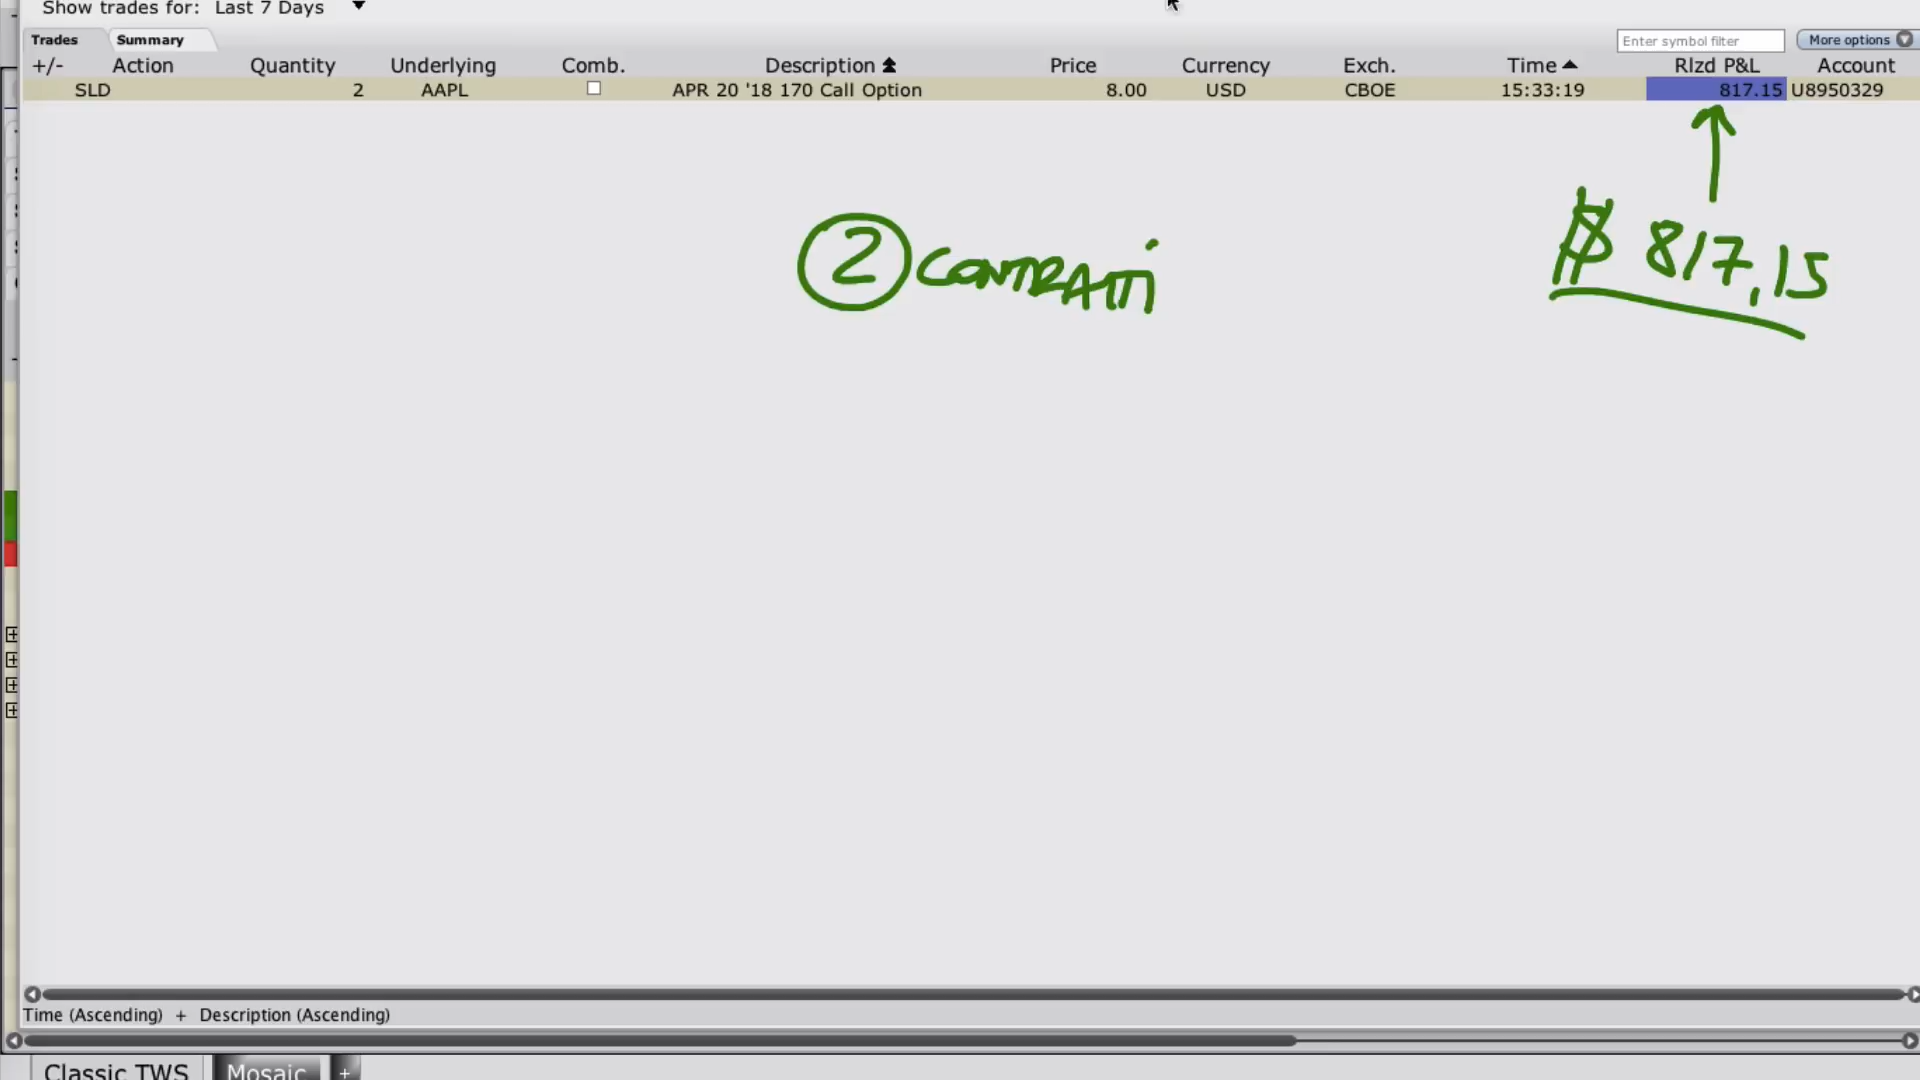 Show trades for: Last 7 Days
Trades Summary Enter symbol filter More options
+/- Action Quantity Underlying Comb. Description Price Currency Exch. Time Rlzd P&L Account
SLD 2 AAPL APR 20 '18 170 Call Option 8.00 USD CBOE 15:33:19 817.15 U8950329
2 CONTRATTI
$ 817,15
Time (Ascending) + Description (Ascending)
Classic TWS Mosaic +